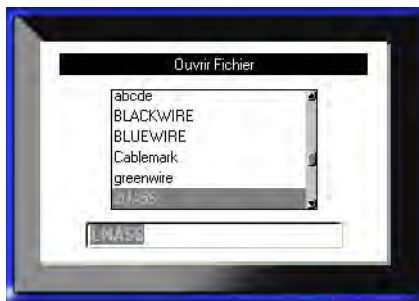 Ouvrir Fichier
abcde
BLACKWIRE
BLUEWIRE
Cablemark
greenwire